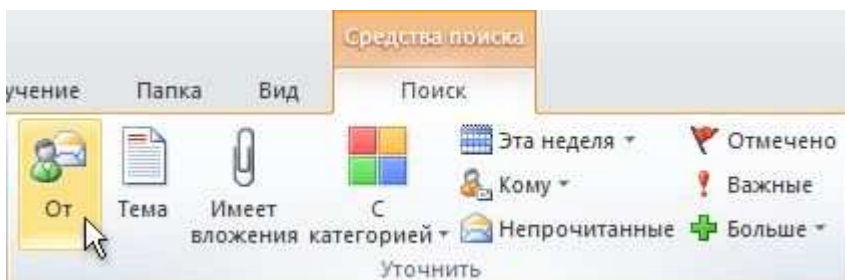 Средства поиска
учение Папка Вид Поиск
Эта неделя Отмечено
От Тема Имеет вложения С категорией Кому Важные
Непрочитанные Больше
Уточнить